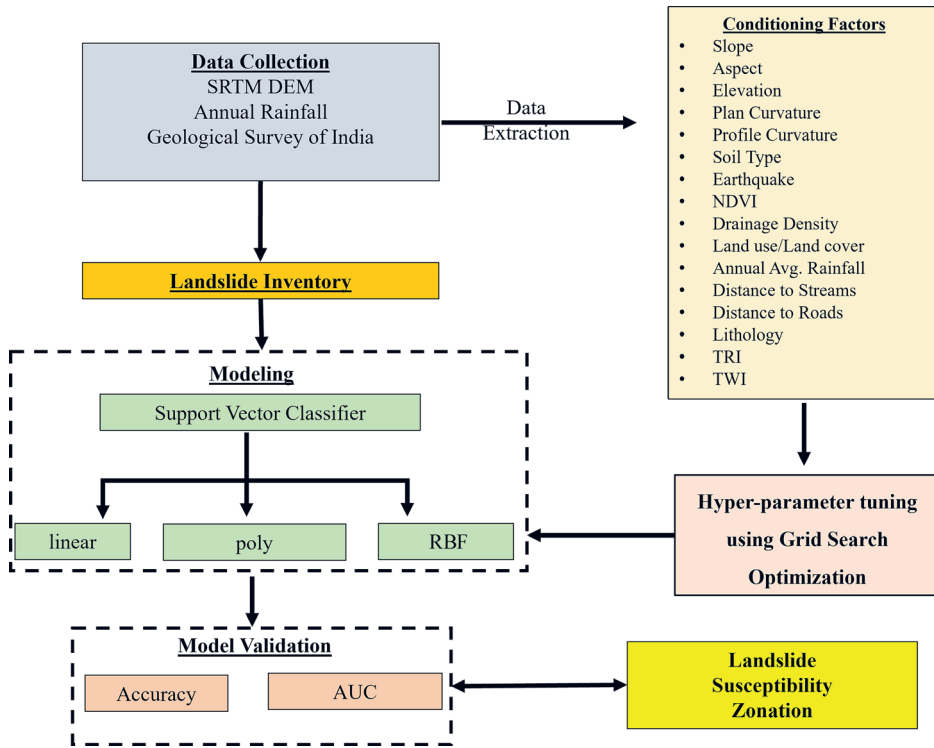 Data Collection
SRTM DEM
Annual Rainfall
Geological Survey of India
Data
Extraction
Conditioning Factors
• Slope
• Aspect
• Elevation
• Plan Curvature
• Profile Curvature
• Soil Type
• Earthquake
• NDVI
• Drainage Density
• Land use/Land cover
• Annual Avg. Rainfall
• Distance to Streams
• Distance to Roads
• Lithology
• TRI
• TWI
Landslide Inventory
Modeling
Support Vector Classifier
linear
poly
RBF
Hyper-parameter tuning
using Grid Search
Optimization
Model Validation
Accuracy
AUC
Landslide
Susceptibility
Zonation